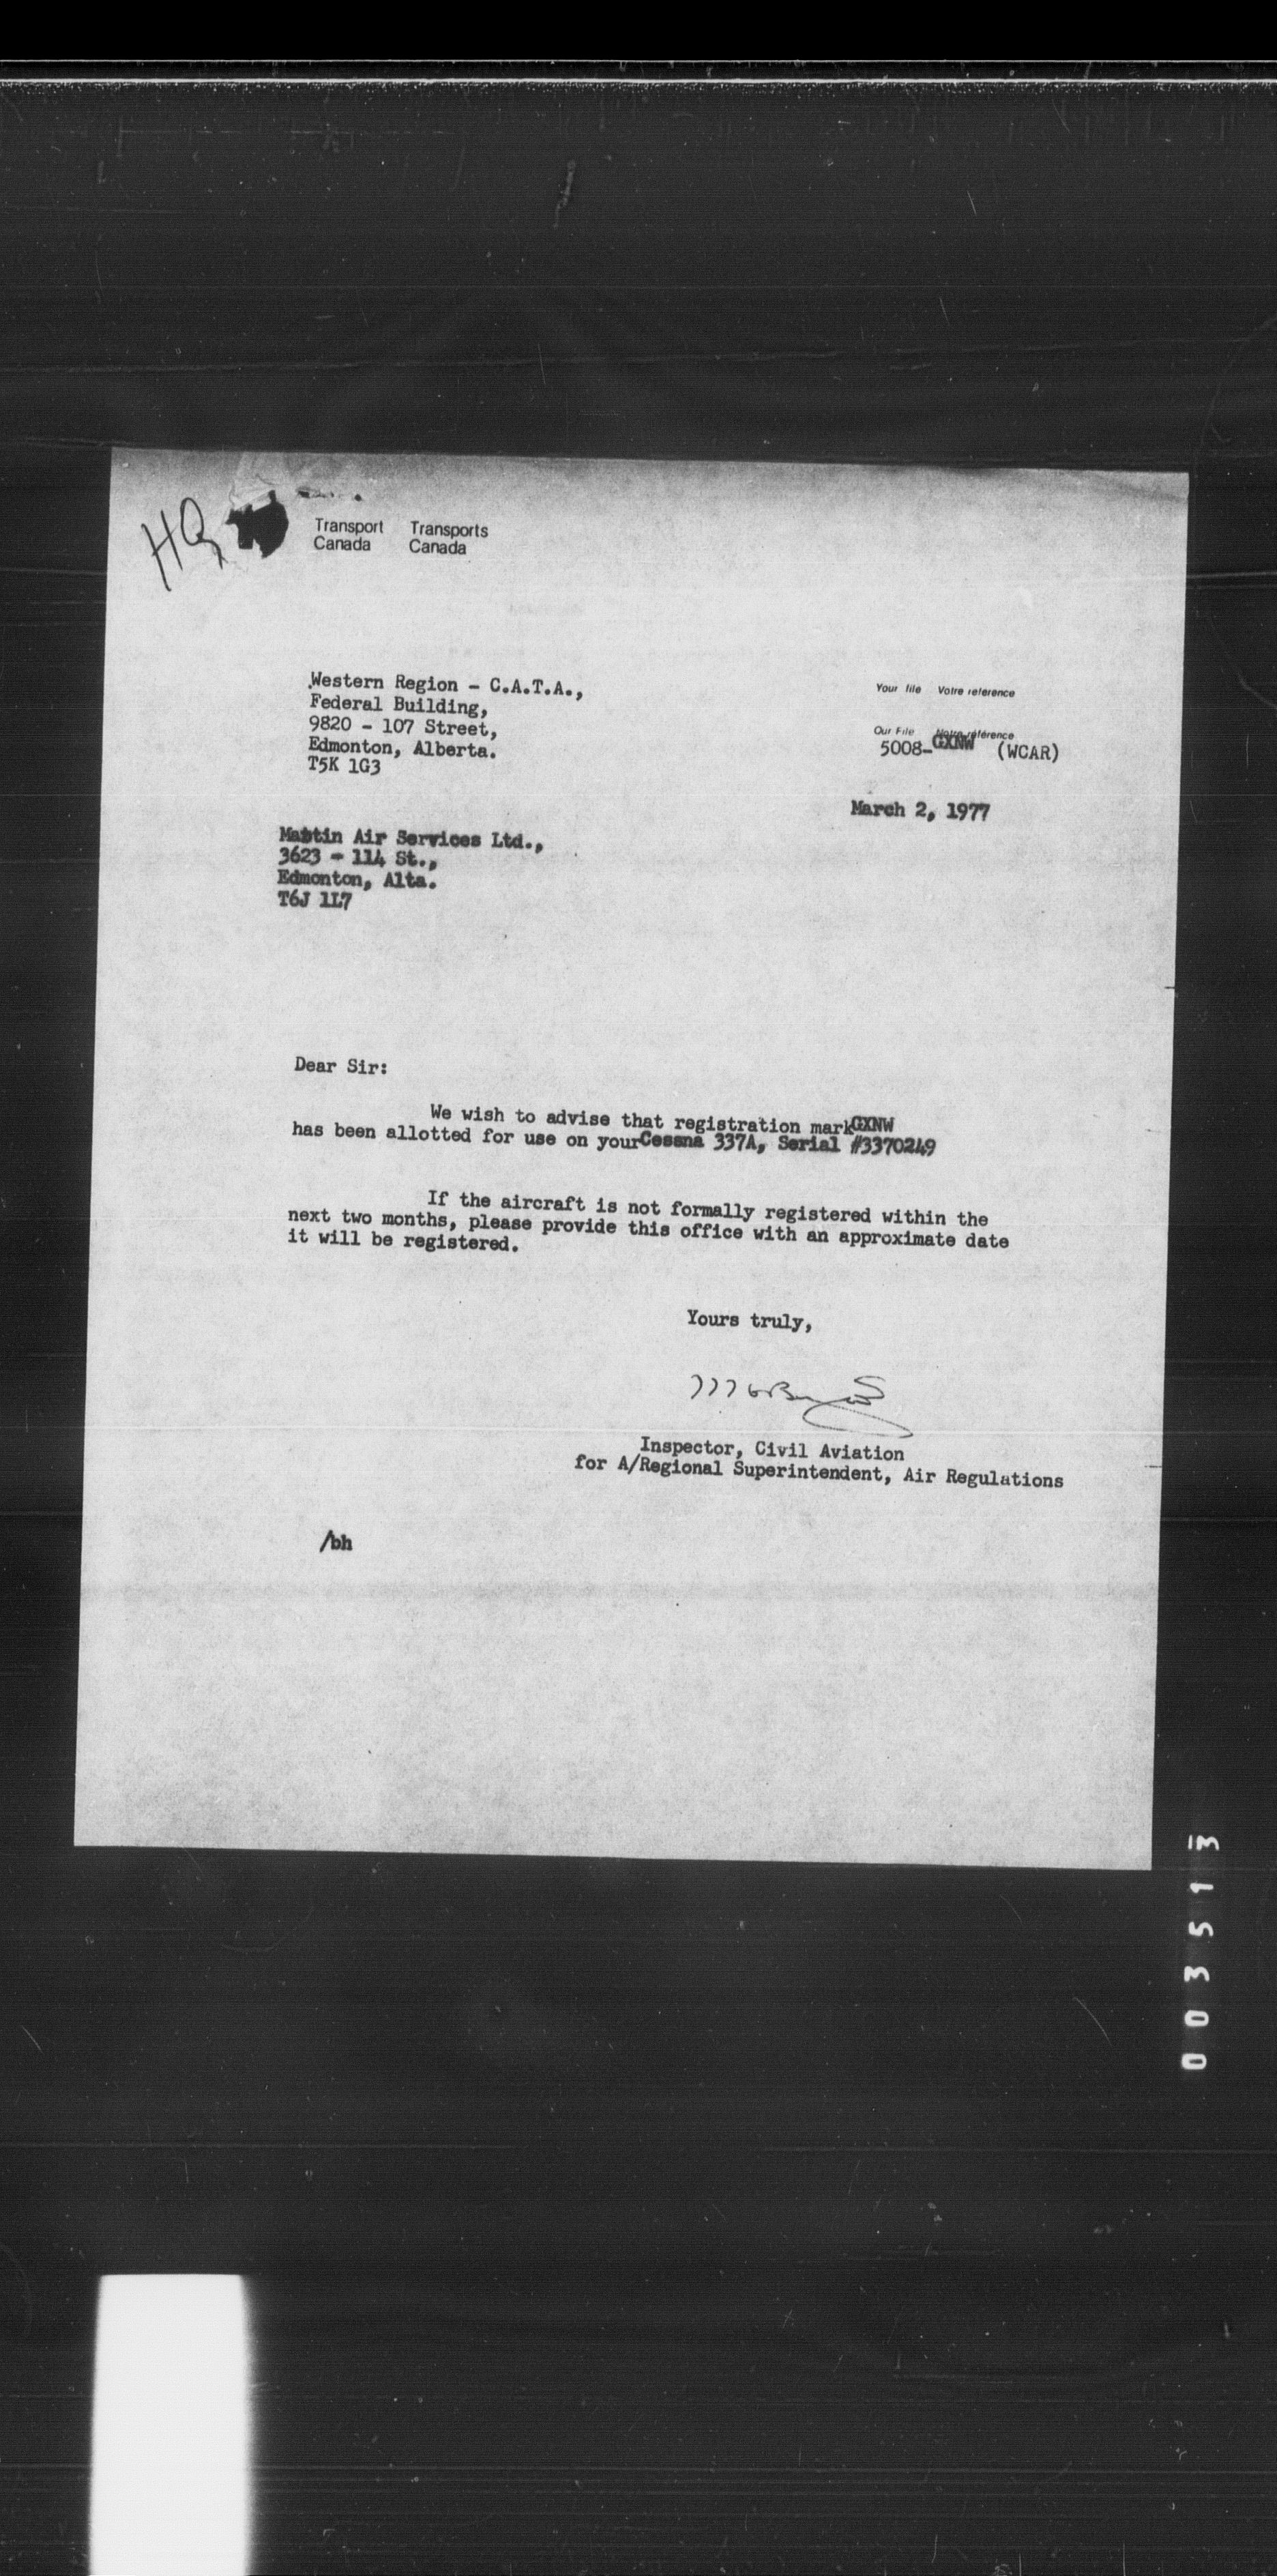 HQ
Transport Transports
Canada Canada
Western Region - C.A.T.A.,
Federal Building,
9820 - 107 Street,
Edmonton, Alberta.
T5K 1G3
Your file Votre référence
Our File Notre référence
5008-GXNW (WCAR)
March 2, 1977
Martin Air Services Ltd.,
3623 - 114 St.,
Edmonton, Alta.
T6J 1L7
Dear Sir:
We wish to advise that registration mark GXNW
has been allotted for use on your Cessna 337A, Serial #3370249
If the aircraft is not formally registered within the
next two months, please provide this office with an approximate date
it will be registered.
Yours truly,
Inspector, Civil Aviation
for A/Regional Superintendent, Air Regulations
/bh
003513